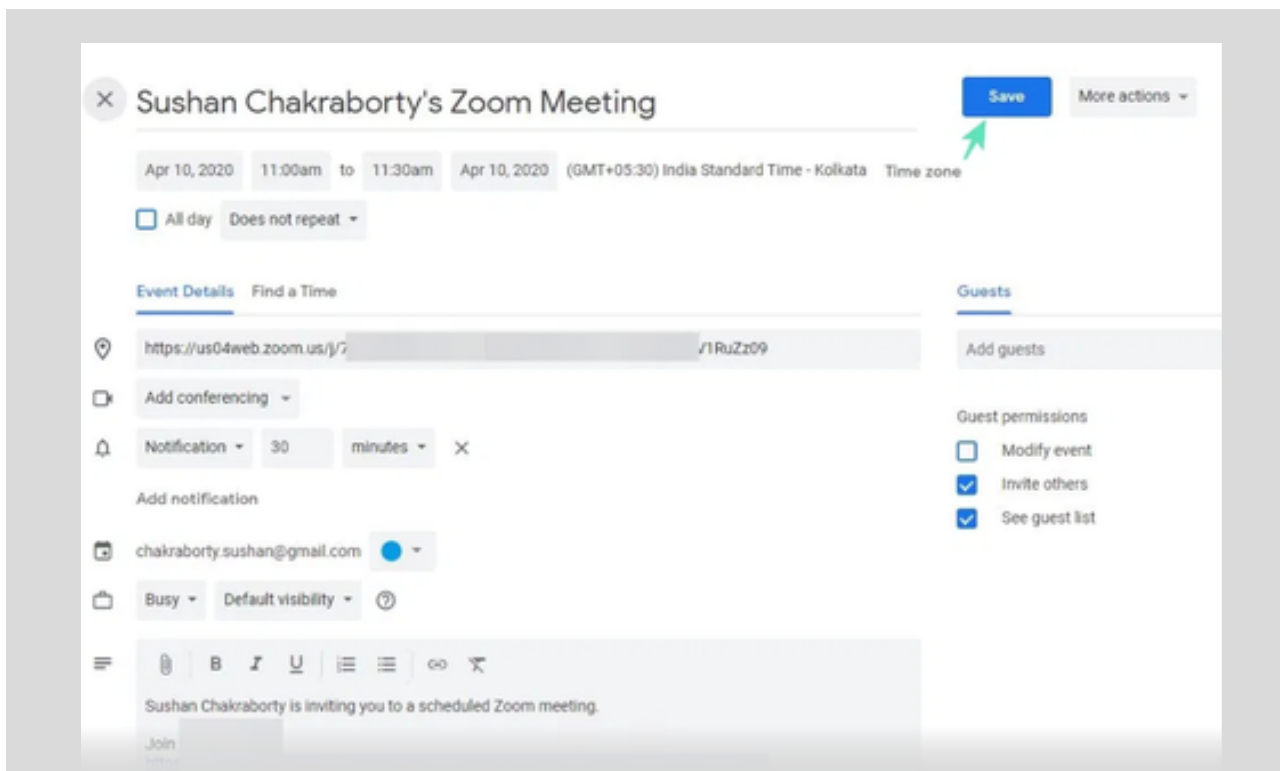 Sushan Chakraborty's Zoom Meeting
Save
More actions
Apr 10, 2020 11:00am to 11:30am Apr 10, 2020 (GMT+05:30) India Standard Time - Kolkata Time zone
All day Does not repeat
Event Details Find a Time
Guests
https://us04web.zoom.us/j/7 /1RuZz09
Add guests
Add conferencing
Notification 30 minutes
Add notification
Guest permissions
Modify event
Invite others
See guest list
chakraborty.sushan@gmail.com
Busy Default visibility
B I U
Sushan Chakraborty is inviting you to a scheduled Zoom meeting.
Join